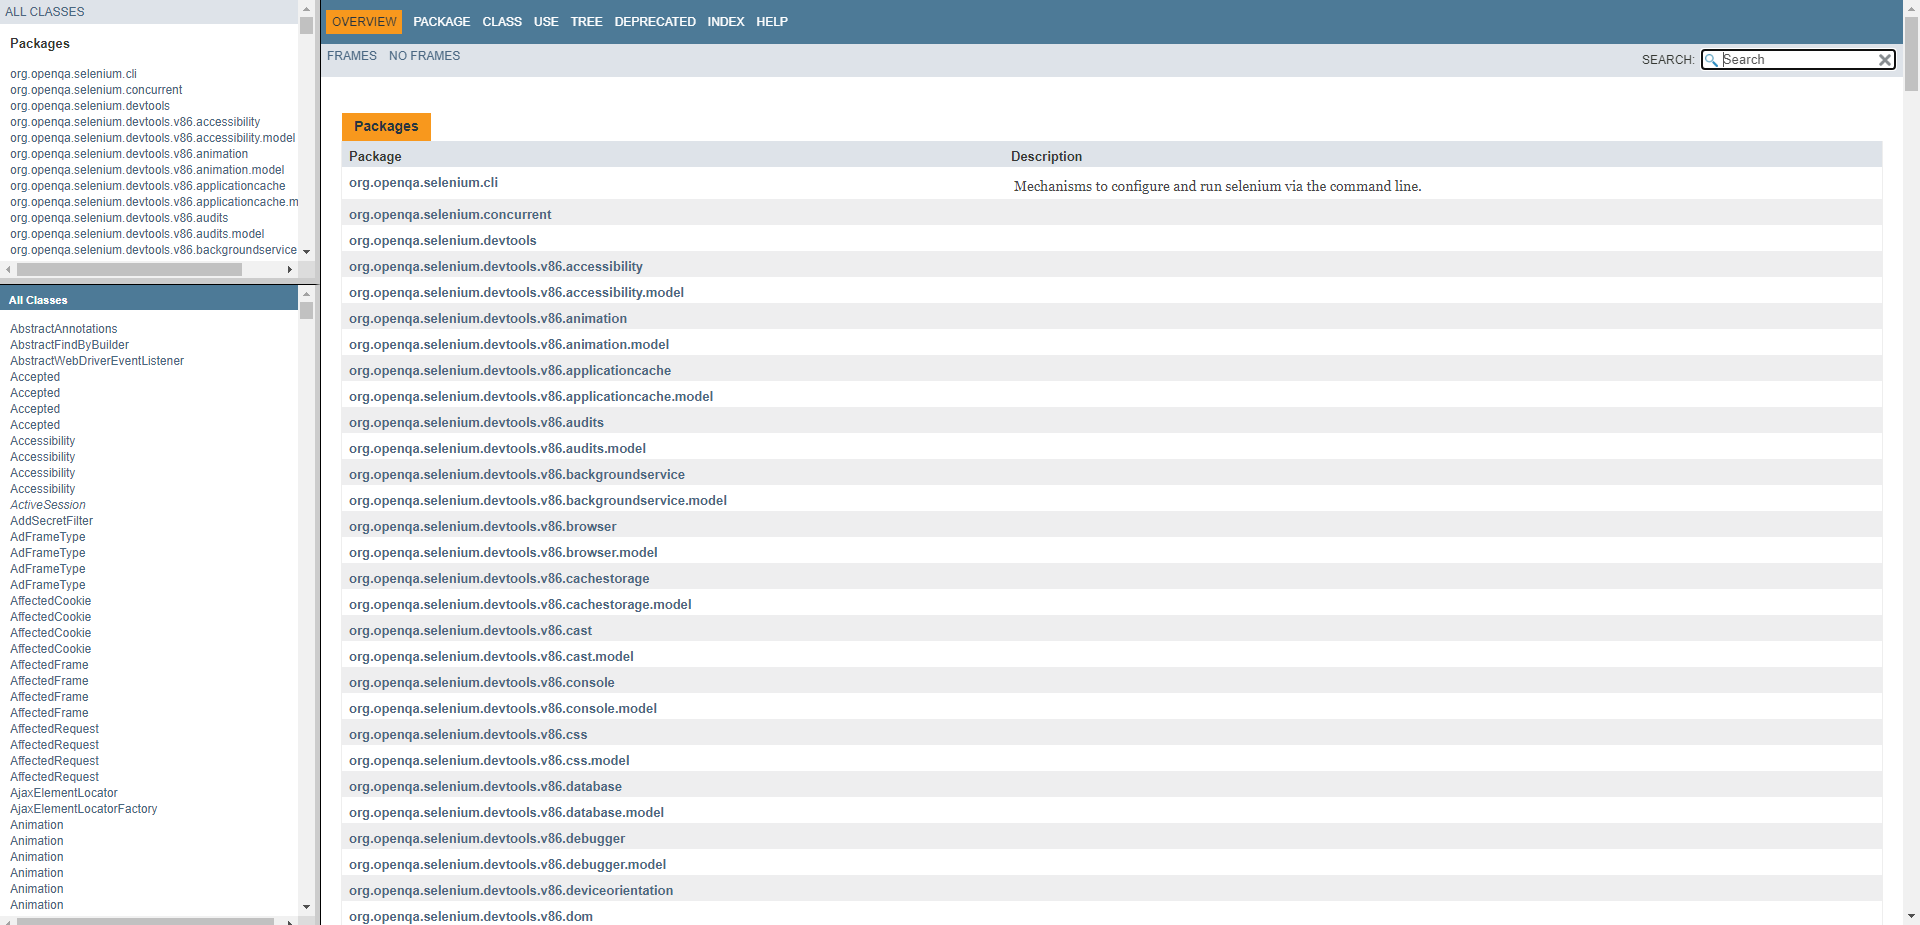 ALL CLASSES
Packages
org.openqa.selenium.cli
org.openqa.selenium.concurrent
org.openqa.selenium.devtools
org.openqa.selenium.devtools.v86.accessibility
org.openqa.selenium.devtools.v86.accessibility.model
org.openqa.selenium.devtools.v86.animation
org.openqa.selenium.devtools.v86.animation.model
org.openqa.selenium.devtools.v86.applicationcache
org.openqa.selenium.devtools.v86.applicationcache.m
org.openqa.selenium.devtools.v86.audits
org.openqa.selenium.devtools.v86.audits.model
org.openqa.selenium.devtools.v86.backgroundservice
All Classes
AbstractAnnotations
AbstractFindByBuilder
AbstractWebDriverEventListener
Accepted
Accepted
Accepted
Accepted
Accessibility
Accessibility
Accessibility
Accessibility
ActiveSession
AddSecretFilter
AdFrameType
AdFrameType
AdFrameType
AdFrameType
AffectedCookie
AffectedCookie
AffectedCookie
AffectedCookie
AffectedFrame
AffectedFrame
AffectedFrame
AffectedFrame
AffectedRequest
AffectedRequest
AffectedRequest
AffectedRequest
AjaxElementLocator
AjaxElementLocatorFactory
Animation
Animation
Animation
Animation
Animation
Animation
OVERVIEW PACKAGE CLASS USE TREE DEPRECATED INDEX HELP
FRAMES NO FRAMES
SEARCH: Search
Packages
Package Description
org.openqa.selenium.cli Mechanisms to configure and run selenium via the command line.
org.openqa.selenium.concurrent
org.openqa.selenium.devtools
org.openqa.selenium.devtools.v86.accessibility
org.openqa.selenium.devtools.v86.accessibility.model
org.openqa.selenium.devtools.v86.animation
org.openqa.selenium.devtools.v86.animation.model
org.openqa.selenium.devtools.v86.applicationcache
org.openqa.selenium.devtools.v86.applicationcache.model
org.openqa.selenium.devtools.v86.audits
org.openqa.selenium.devtools.v86.audits.model
org.openqa.selenium.devtools.v86.backgroundservice
org.openqa.selenium.devtools.v86.backgroundservice.model
org.openqa.selenium.devtools.v86.browser
org.openqa.selenium.devtools.v86.browser.model
org.openqa.selenium.devtools.v86.cachestorage
org.openqa.selenium.devtools.v86.cachestorage.model
org.openqa.selenium.devtools.v86.cast
org.openqa.selenium.devtools.v86.cast.model
org.openqa.selenium.devtools.v86.console
org.openqa.selenium.devtools.v86.console.model
org.openqa.selenium.devtools.v86.css
org.openqa.selenium.devtools.v86.css.model
org.openqa.selenium.devtools.v86.database
org.openqa.selenium.devtools.v86.database.model
org.openqa.selenium.devtools.v86.debugger
org.openqa.selenium.devtools.v86.debugger.model
org.openqa.selenium.devtools.v86.deviceorientation
org.openqa.selenium.devtools.v86.dom